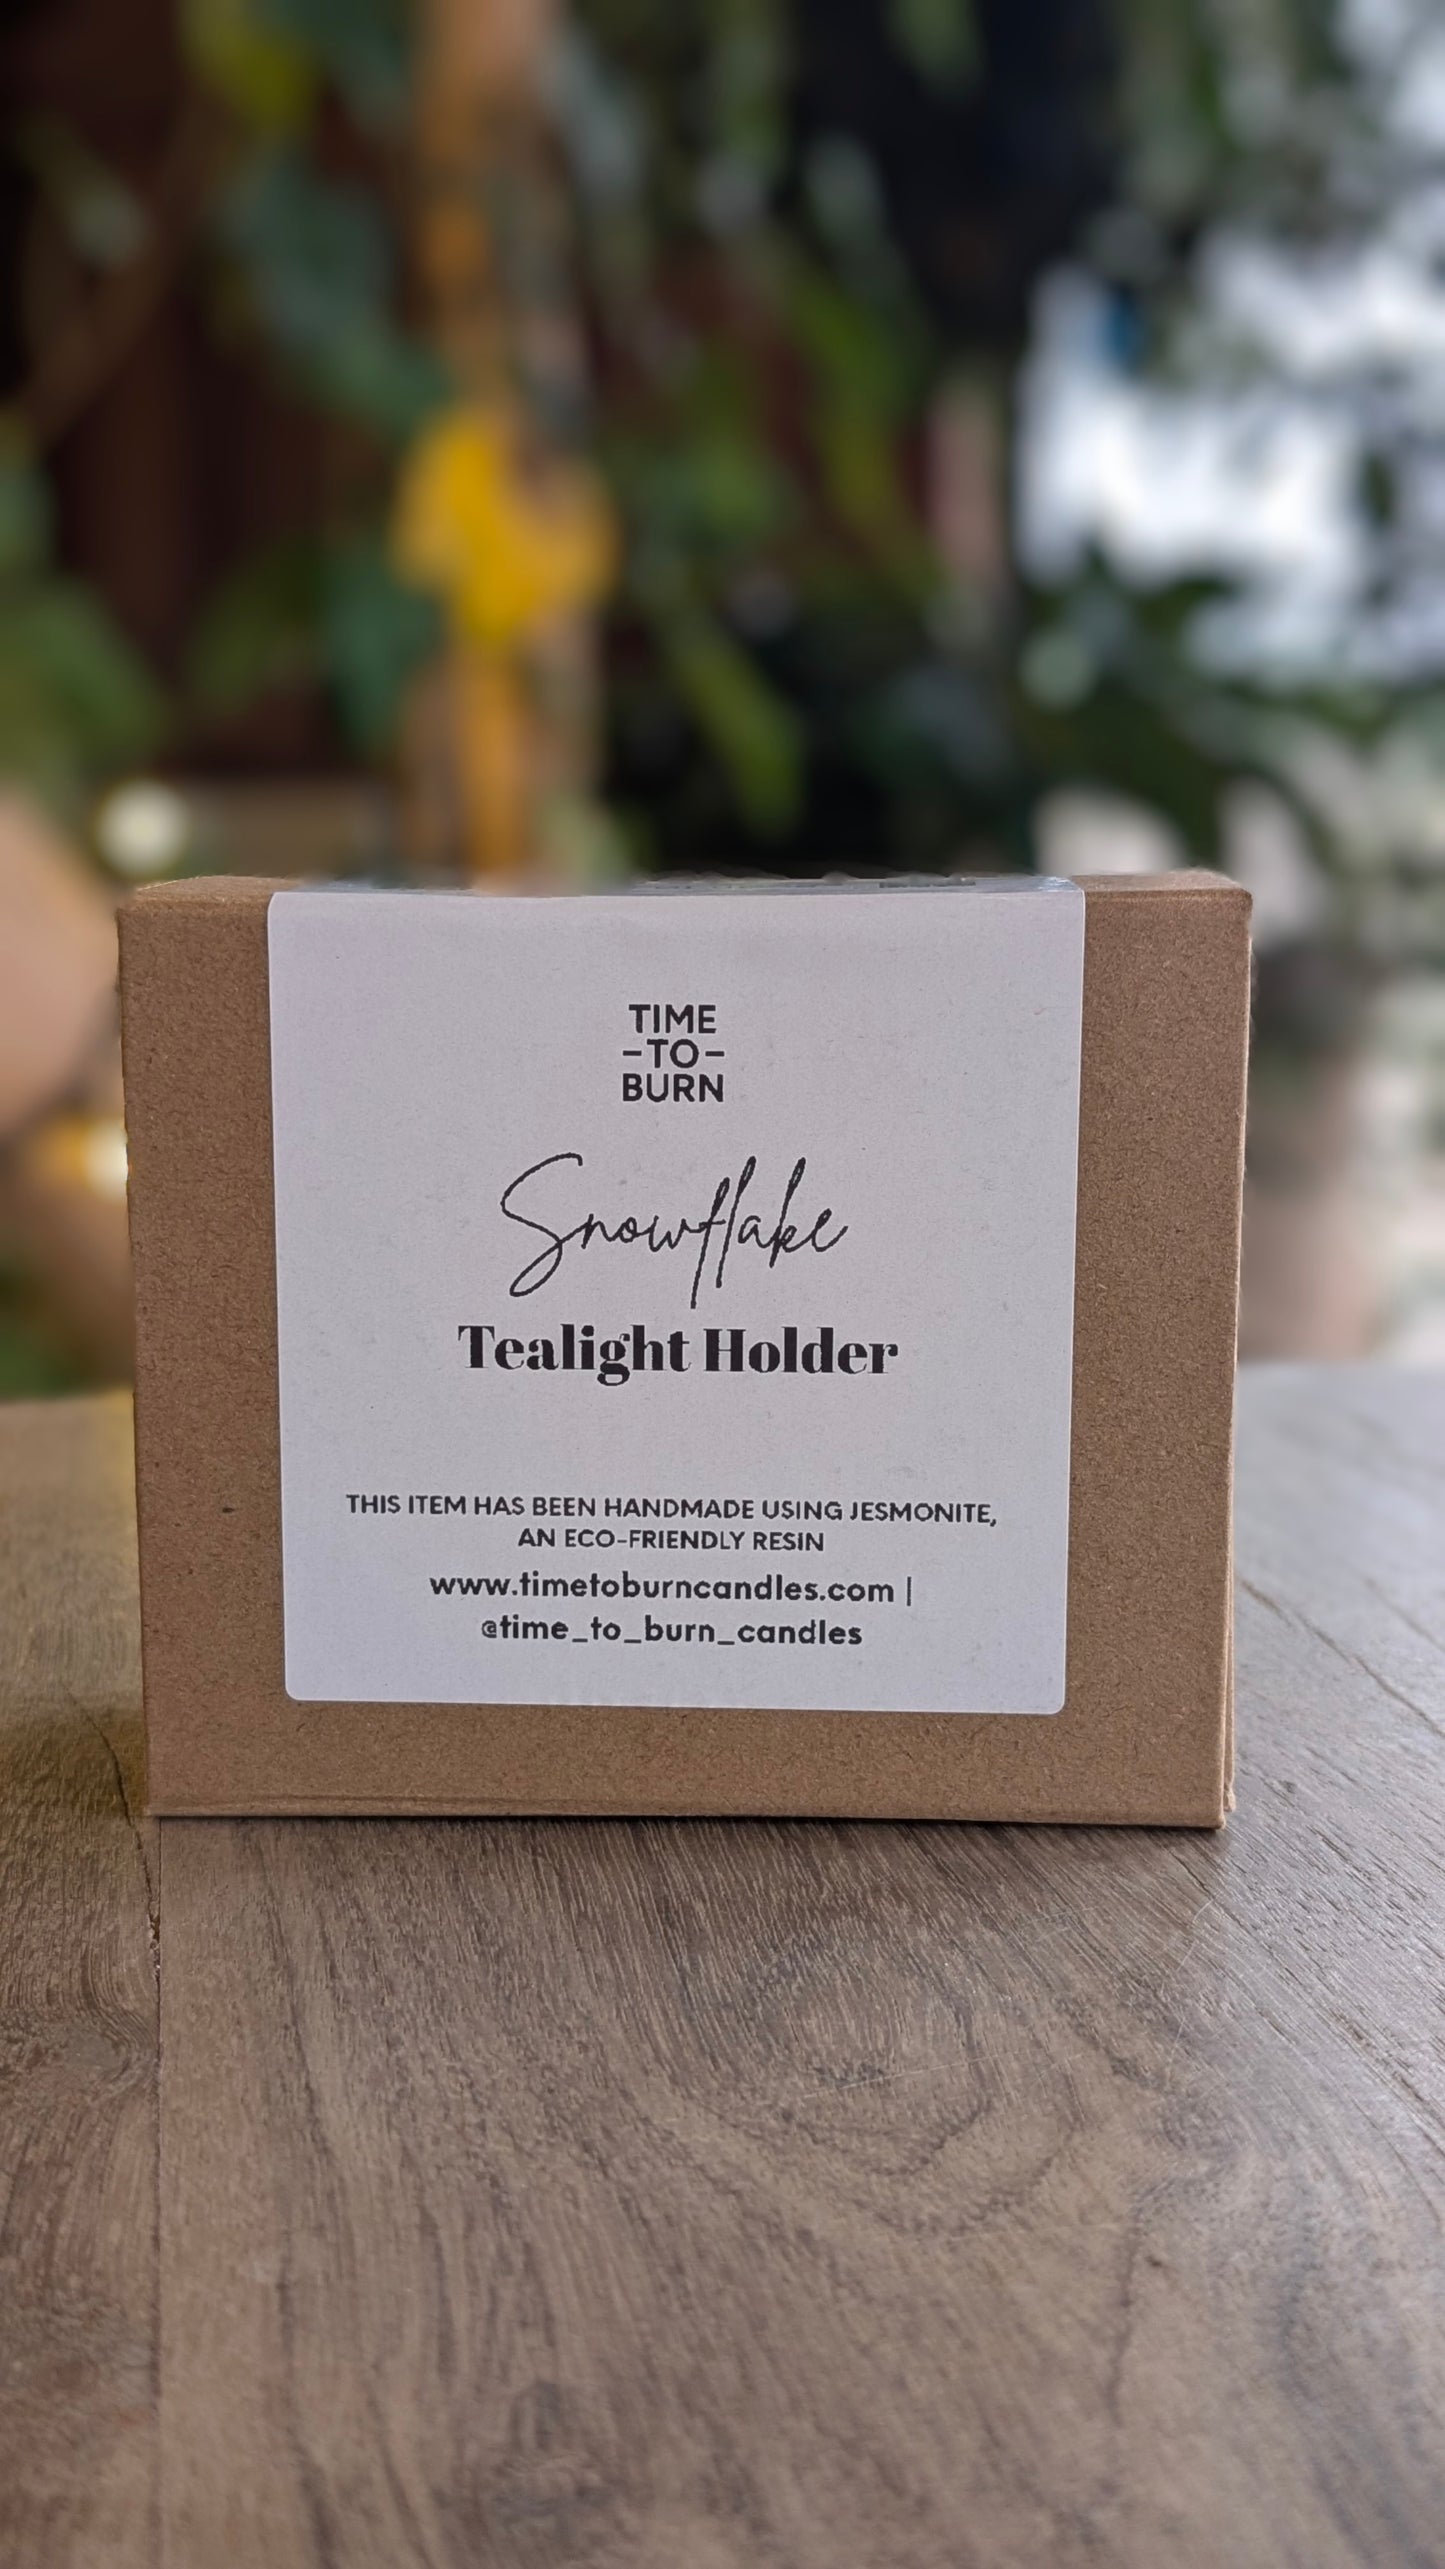 TIME
-TO-
BURN
Snowflake
Tealight Holder
THIS ITEM HAS BEEN HANDMADE USING JESMONITE,
AN ECO-FRIENDLY RESIN
www.timetoburncandles.com |
@time_to_burn_candles